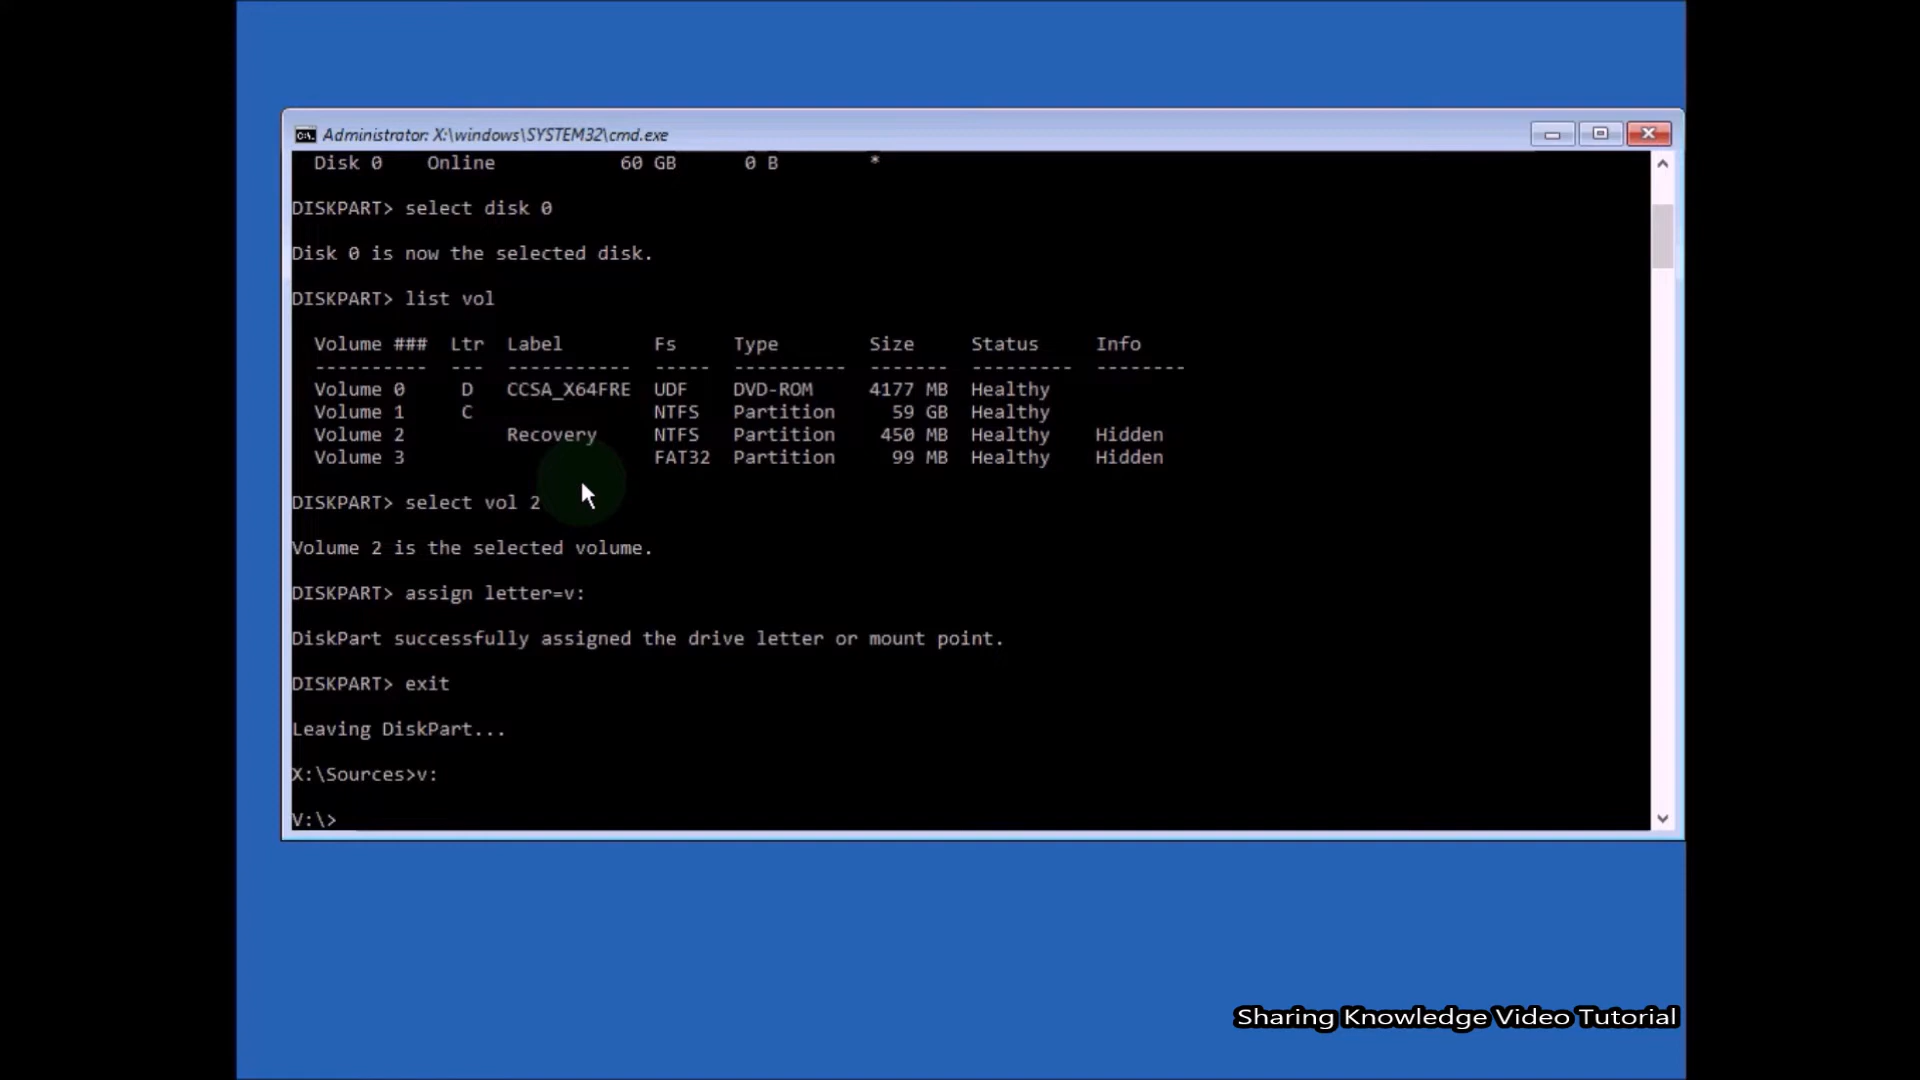 Administrator: X:\windows\SYSTEM32\cmd.exe
Disk 0    Online           60 GB      0 B        *
DISKPART> select disk 0
Disk 0 is now the selected disk.
DISKPART> list vol
Volume ###  Ltr  Label        Fs     Type        Size     Status     Info
----------  ---  -----------  -----  ----------  -------  ---------  --------
Volume 0     D   CCSA_X64FRE  UDF    DVD-ROM     4177 MB  Healthy
Volume 1     C                NTFS   Partition     59 GB  Healthy
Volume 2         Recovery     NTFS   Partition    450 MB  Healthy    Hidden
Volume 3                      FAT32  Partition     99 MB  Healthy    Hidden
DISKPART> select vol 2
Volume 2 is the selected volume.
DISKPART> assign letter=v:
DiskPart successfully assigned the drive letter or mount point.
DISKPART> exit
Leaving DiskPart...
X:\Sources>v:
V:\>
Sharing Knowledge Video Tutorial